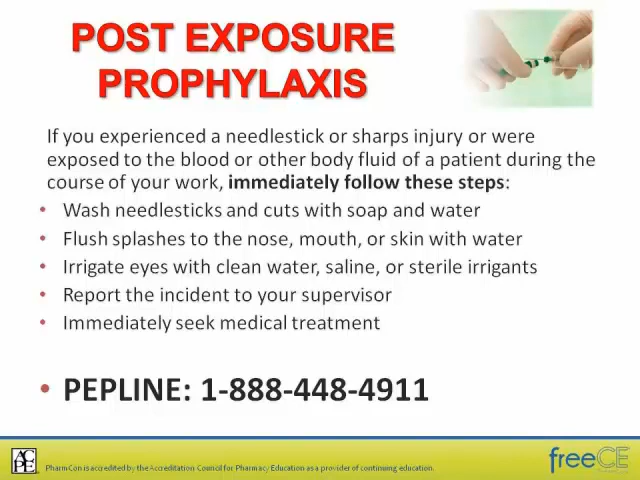 POST EXPOSURE
PROPHYLAXIS
If you experienced a needlestick or sharps injury or were
exposed to the blood or other body fluid of a patient during the
course of your work, immediately follow these steps:
• Wash needlesticks and cuts with soap and water
• Flush splashes to the nose, mouth, or skin with water
• Irrigate eyes with clean water, saline, or sterile irrigants
• Report the incident to your supervisor
• Immediately seek medical treatment
• PEPLINE: 1-888-448-4911
ACPE
PharmCon is accredited by the Accreditation Council for Pharmacy Education as a provider of continuing education.
freeCE